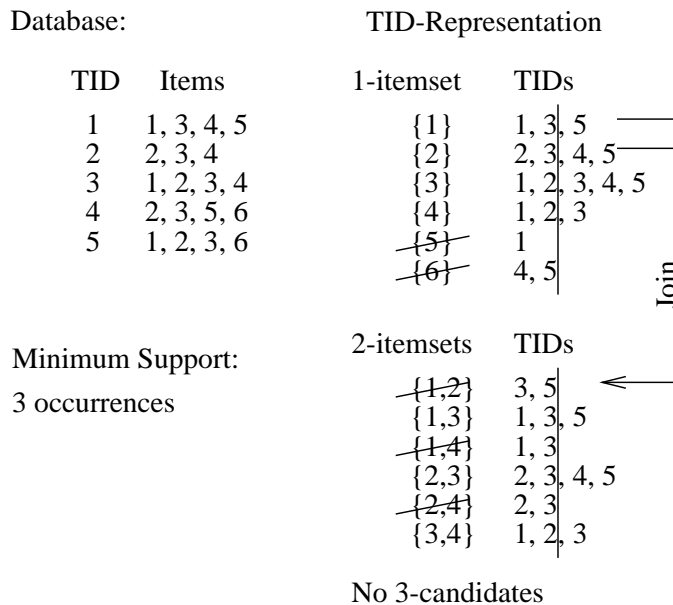 Database:
TID Items
1 1, 3, 4, 5
2 2, 3, 4
3 1, 2, 3, 4
4 2, 3, 5, 6
5 1, 2, 3, 6
Minimum Support:
3 occurrences
TID-Representation
1-itemset TIDs
{1} 1, 3, 5
{2} 2, 3, 4, 5
{3} 1, 2, 3, 4, 5
{4} 1, 2, 3
{5} 1
{6} 4, 5
Join
2-itemsets TIDs
{1,2} 3, 5
{1,3} 1, 3, 5
{1,4} 1, 3
{2,3} 2, 3, 4, 5
{2,4} 2, 3
{3,4} 1, 2, 3
No 3-candidates